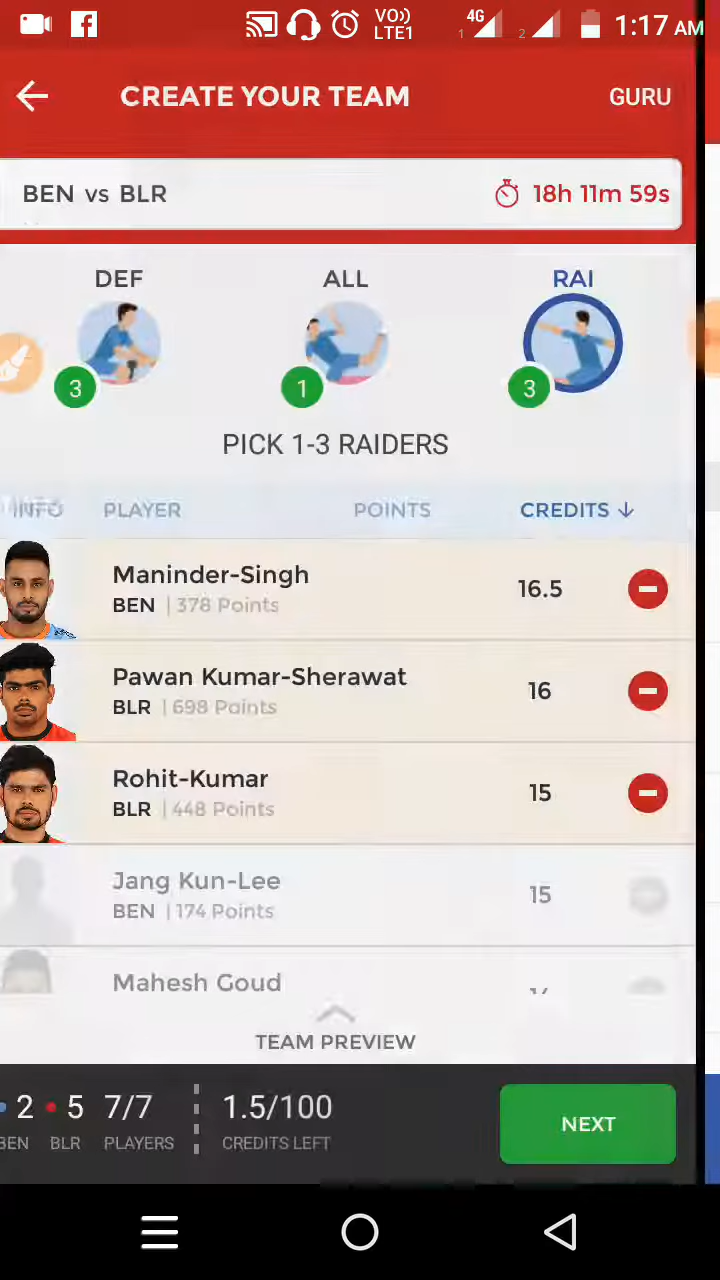 VO))
LTE1
4G
1
2
1:17 AM
CREATE YOUR TEAM
GURU
BEN vs BLR
18h 11m 59s
DEF
ALL
RAI
3
1
3
PICK 1-3 RAIDERS
INFO
PLAYER
POINTS
CREDITS ↓
Maninder-Singh
16.5
BEN | 378 Points
Pawan Kumar-Sherawat
16
BLR | 698 Points
Rohit-Kumar
15
BLR | 448 Points
Jang Kun-Lee
15
BEN | 174 Points
Mahesh Goud
TEAM PREVIEW
2
5
7/7
1.5/100
BEN
BLR
PLAYERS
CREDITS LEFT
NEXT